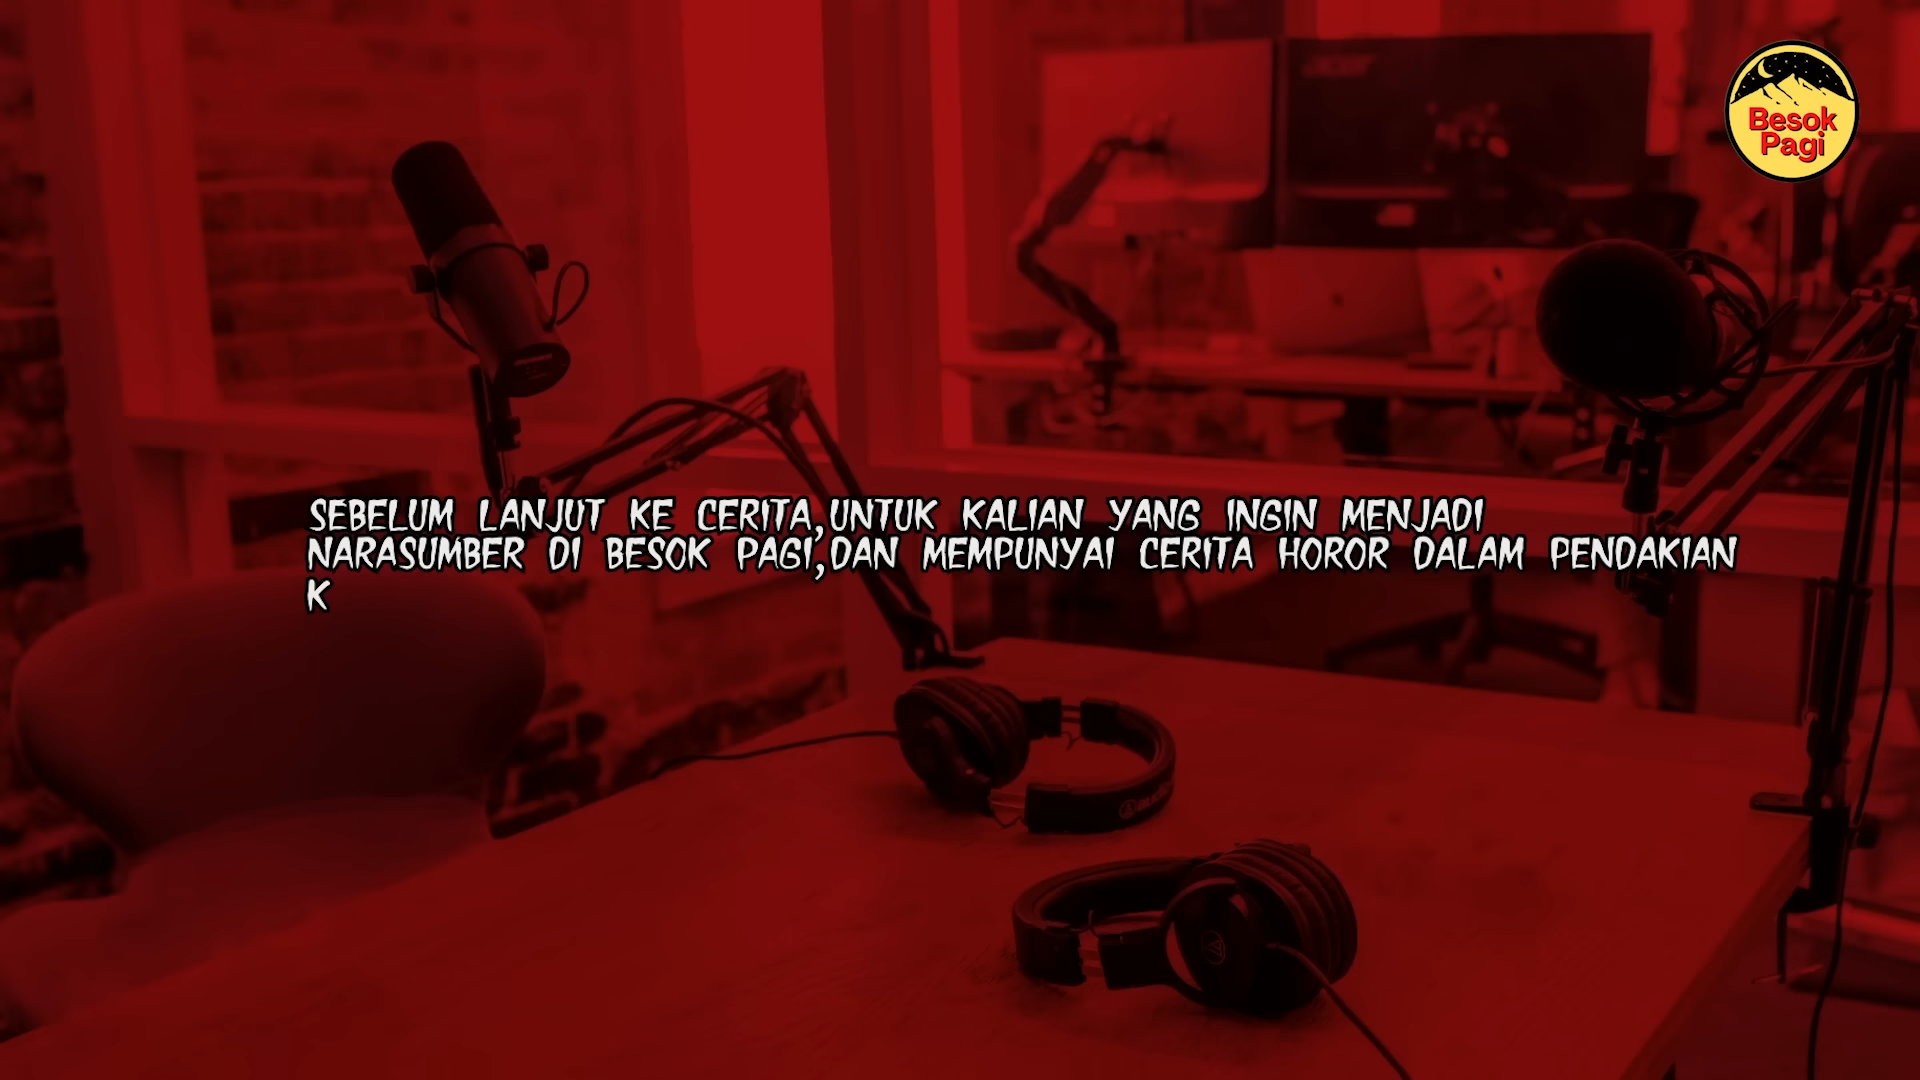 Besok
Pagi
SEBELUM LANJUT KE CERITA,UNTUK KALIAN YANG INGIN MENJADI
NARASUMBER DI BESOK PAGI,DAN MEMPUNYAI CERITA HOROR DALAM PENDAKIAN
K